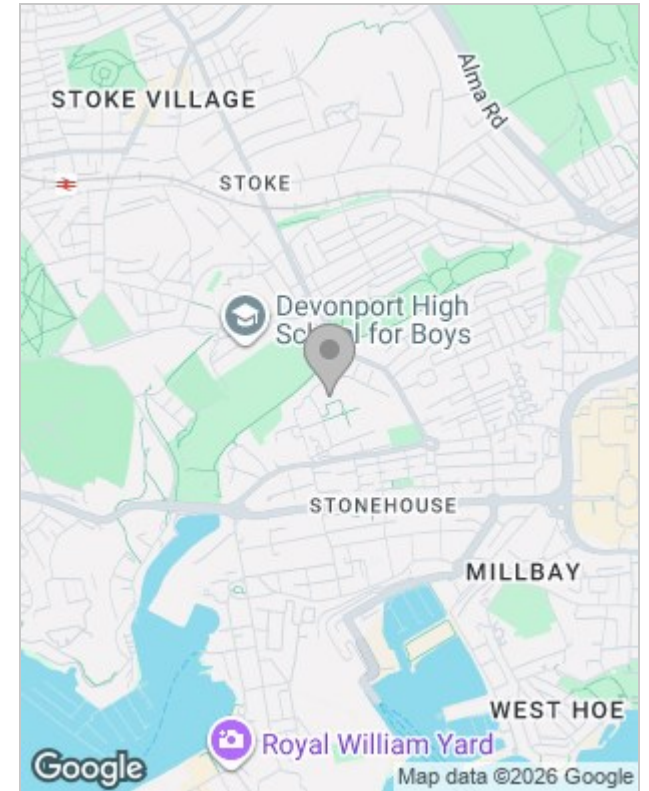 Alma Rd
STOKE VILLAGE
STOKE
Devonport High
School for Boys
STONEHOUSE
MILLBAY
WEST HOE
Royal William Yard
Google
Map data ©2026 Google